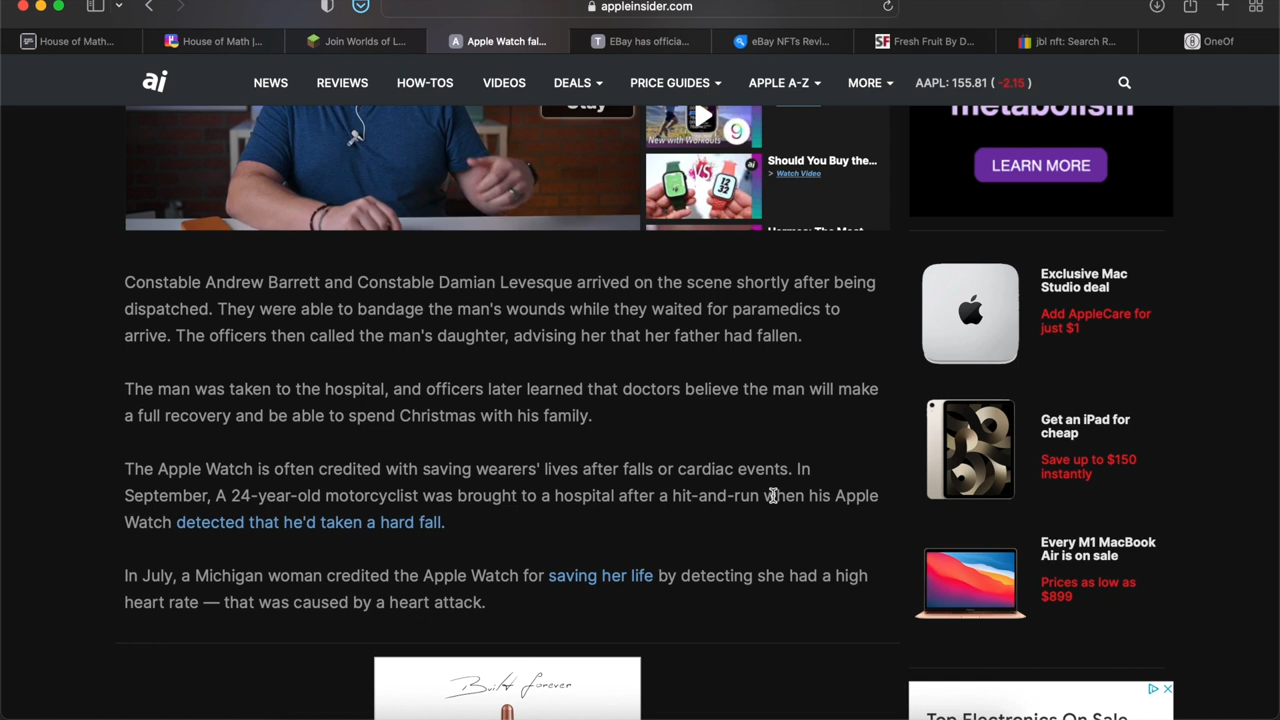 appleinsider.com
House of Math...
House of Math |...
Join Worlds of L...
A Apple Watch fal...
T EBay has officia...
eBay NFTs Revi...
SF Fresh Fruit By D...
jbl nft: Search R...
OneOf
ai NEWS REVIEWS HOW-TOS VIDEOS DEALS PRICE GUIDES APPLE A-Z MORE AAPL: 155.81 ( -2.15 )
Stay
New with Workouts
9
ai
VS
Should You Buy the...
> Watch Video
metabolism
LEARN MORE
Constable Andrew Barrett and Constable Damian Levesque arrived on the scene shortly after being
dispatched. They were able to bandage the man's wounds while they waited for paramedics to
arrive. The officers then called the man's daughter, advising her that her father had fallen.
The man was taken to the hospital, and officers later learned that doctors believe the man will make
a full recovery and be able to spend Christmas with his family.
The Apple Watch is often credited with saving wearers' lives after falls or cardiac events. In
September, A 24-year-old motorcyclist was brought to a hospital after a hit-and-run when his Apple
Watch detected that he'd taken a hard fall.
In July, a Michigan woman credited the Apple Watch for saving her life by detecting she had a high
heart rate — that was caused by a heart attack.
Exclusive Mac
Studio deal
Add AppleCare for
just $1
Get an iPad for
cheap
Save up to $150
instantly
Every M1 MacBook
Air is on sale
Prices as low as
$899
Built forever
Top Electronics On Sale